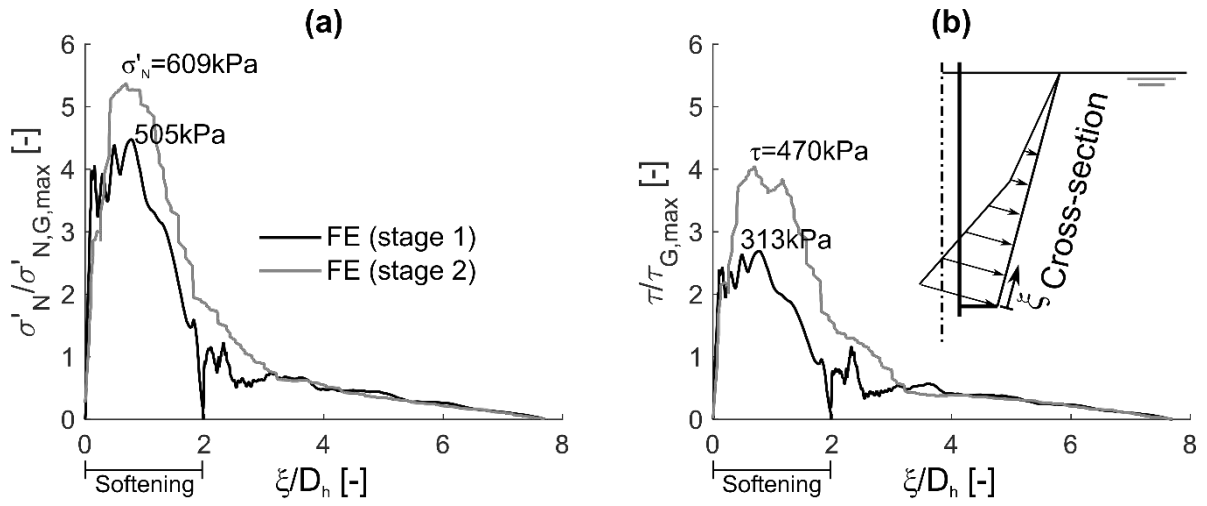 (a)
6
5
4
3
2
1
0
σ'N/σ'N,G,max [-]
σ'N=609kPa
505kPa
FE (stage 1)
FE (stage 2)
0 2 4 6 8
Softening
ξ/Dh [-]
(b)
6
5
4
3
2
1
0
τ/τG,max [-]
τ=470kPa
313kPa
ξ
Cross-section
0 2 4 6 8
Softening
ξ/Dh [-]